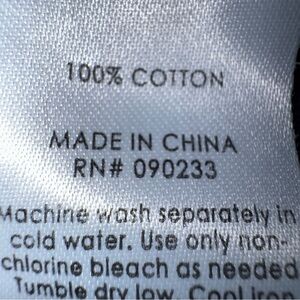 100% COTTON
MADE IN CHINA
RN# 090233
Machine wash separately in
cold water. Use only non-
chlorine bleach as needed
Tumble dry low. Cool iron